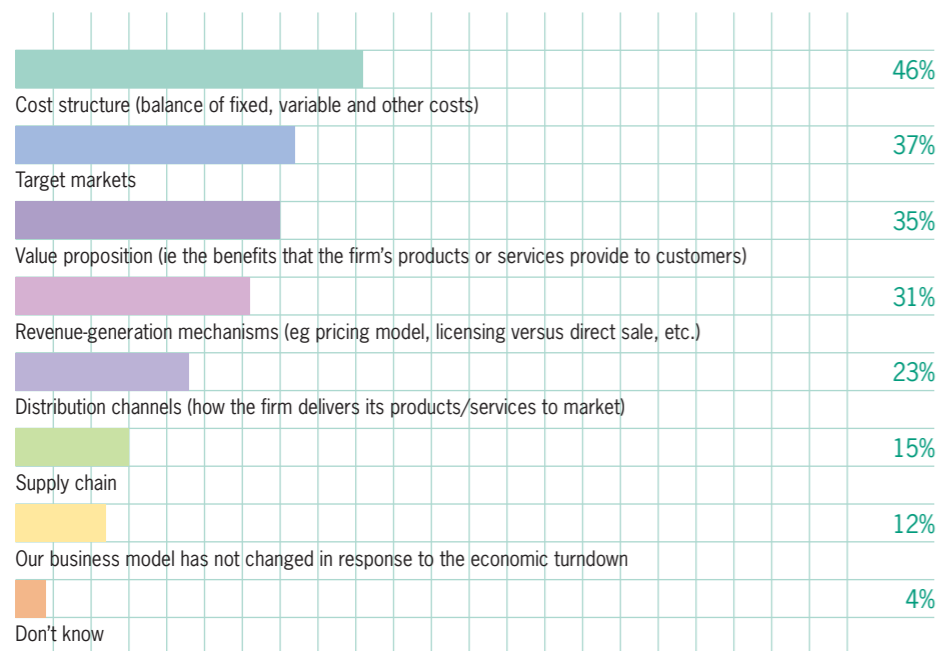 46%
Cost structure (balance of fixed, variable and other costs)
37%
Target markets
35%
Value proposition (ie the benefits that the firm's products or services provide to customers)
31%
Revenue-generation mechanisms (eg pricing model, licensing versus direct sale, etc.)
23%
Distribution channels (how the firm delivers its products/services to market)
15%
Supply chain
12%
Our business model has not changed in response to the economic turndown
4%
Don't know